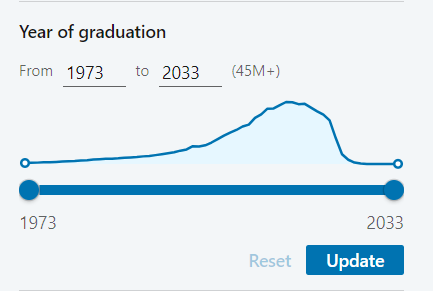 Year of graduation
From 1973 to 2033 (45M+)
1973 2033
Reset Update